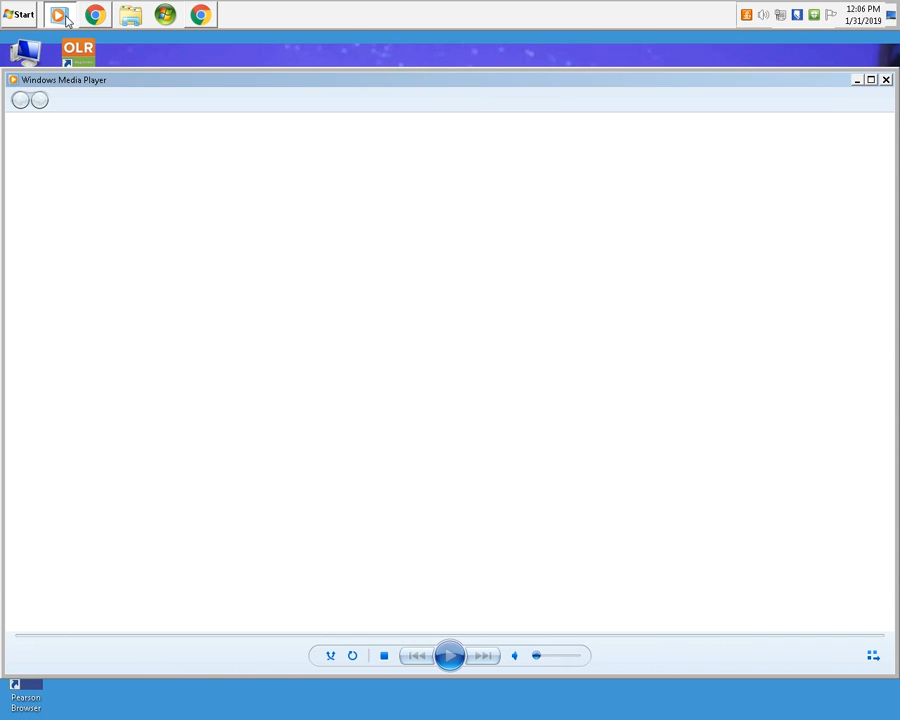 Start
12:06 PM
1/31/2019
OLR
Windows Media Player
Pearson
Browser